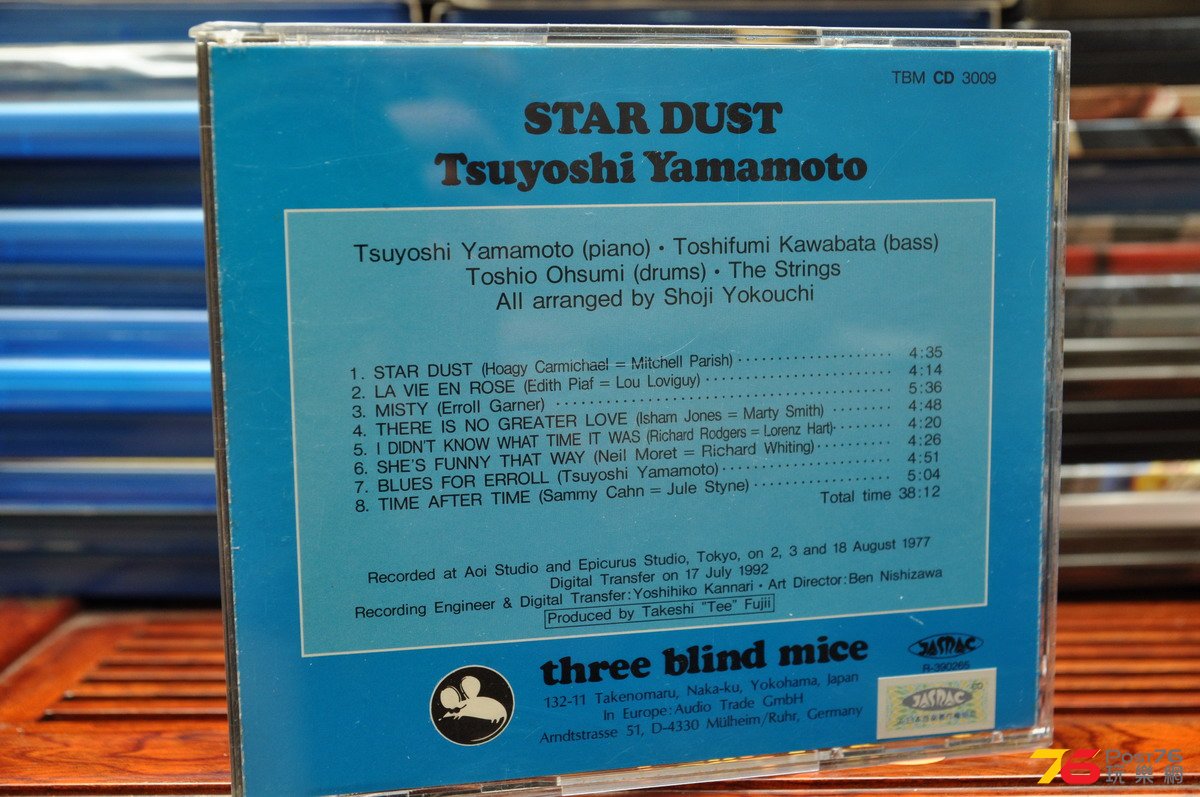 TBM CD 3009
STAR DUST
Tsuyoshi Yamamoto
Tsuyoshi Yamamoto (piano) · Toshifumi Kawabata (bass)
Toshio Ohsumi (drums) · The Strings
All arranged by Shoji Yokouchi
1. STAR DUST (Hoagy Carmichael = Mitchell Parish) 4:35
2. LA VIE EN ROSE (Edith Piaf = Lou Loviguy) 4:14
3. MISTY (Erroll Garner) 5:36
4. THERE IS NO GREATER LOVE (Isham Jones = Marty Smith) 4:48
5. I DIDN'T KNOW WHAT TIME IT WAS (Richard Rodgers = Lorenz Hart) 4:20
6. SHE'S FUNNY THAT WAY (Neil Moret = Richard Whiting) 4:26
7. BLUES FOR ERROLL (Tsuyoshi Yamamoto) 4:51
8. TIME AFTER TIME (Sammy Cahn = Jule Styne) 5:04
Total time 38:12
Recorded at Aoi Studio and Epicurus Studio, Tokyo, on 2, 3 and 18 August 1977
Digital Transfer on 17 July 1992
Recording Engineer & Digital Transfer: Yoshihiko Kannari · Art Director: Ben Nishizawa
Produced by Takeshi "Tee" Fujii
three blind mice
132-11 Takenomaru, Naka-ku, Yokohama, Japan
In Europe: Audio Trade GmbH
Arndtstrasse 51, D-4330 Mülheim/Ruhr, Germany
JASRAC
R-390265
JASRAC
76 Post76
玩樂網